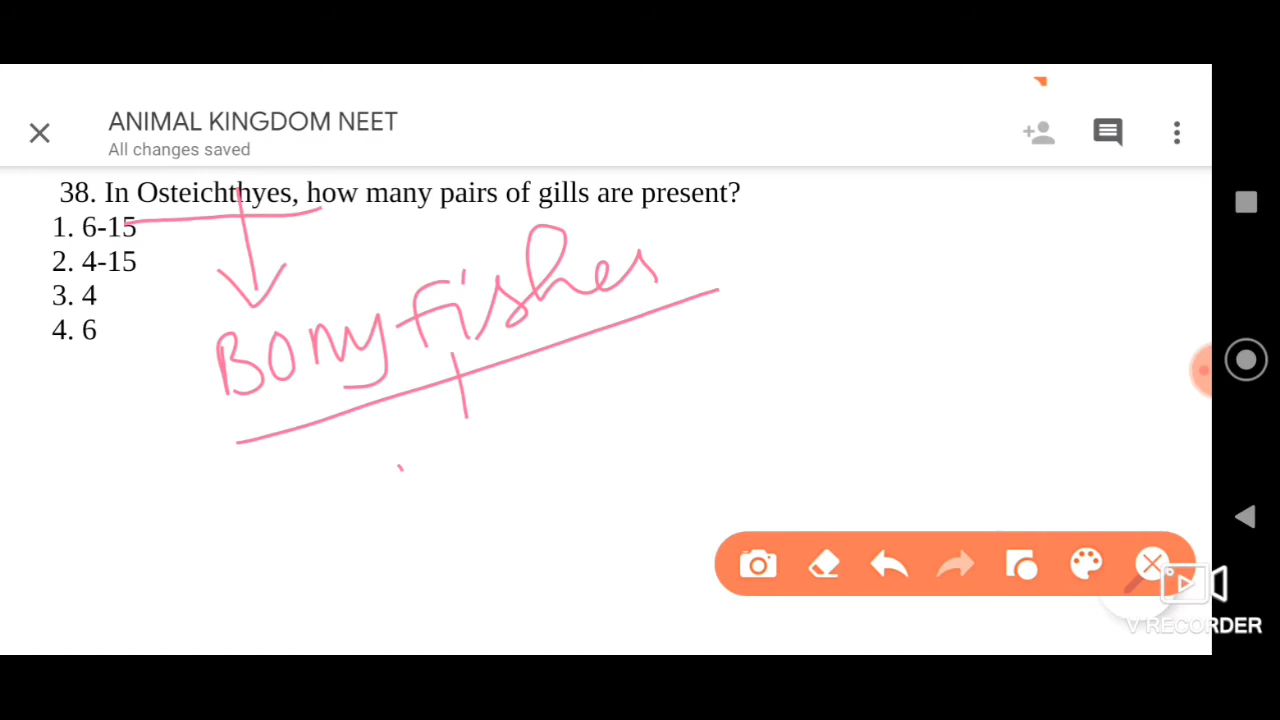 ANIMAL KINGDOM NEET
All changes saved
38. In Osteichthyes, how many pairs of gills are present?
1. 6-15
2. 4-15
3. 4
4. 6
Bony fishes
V RECORDER